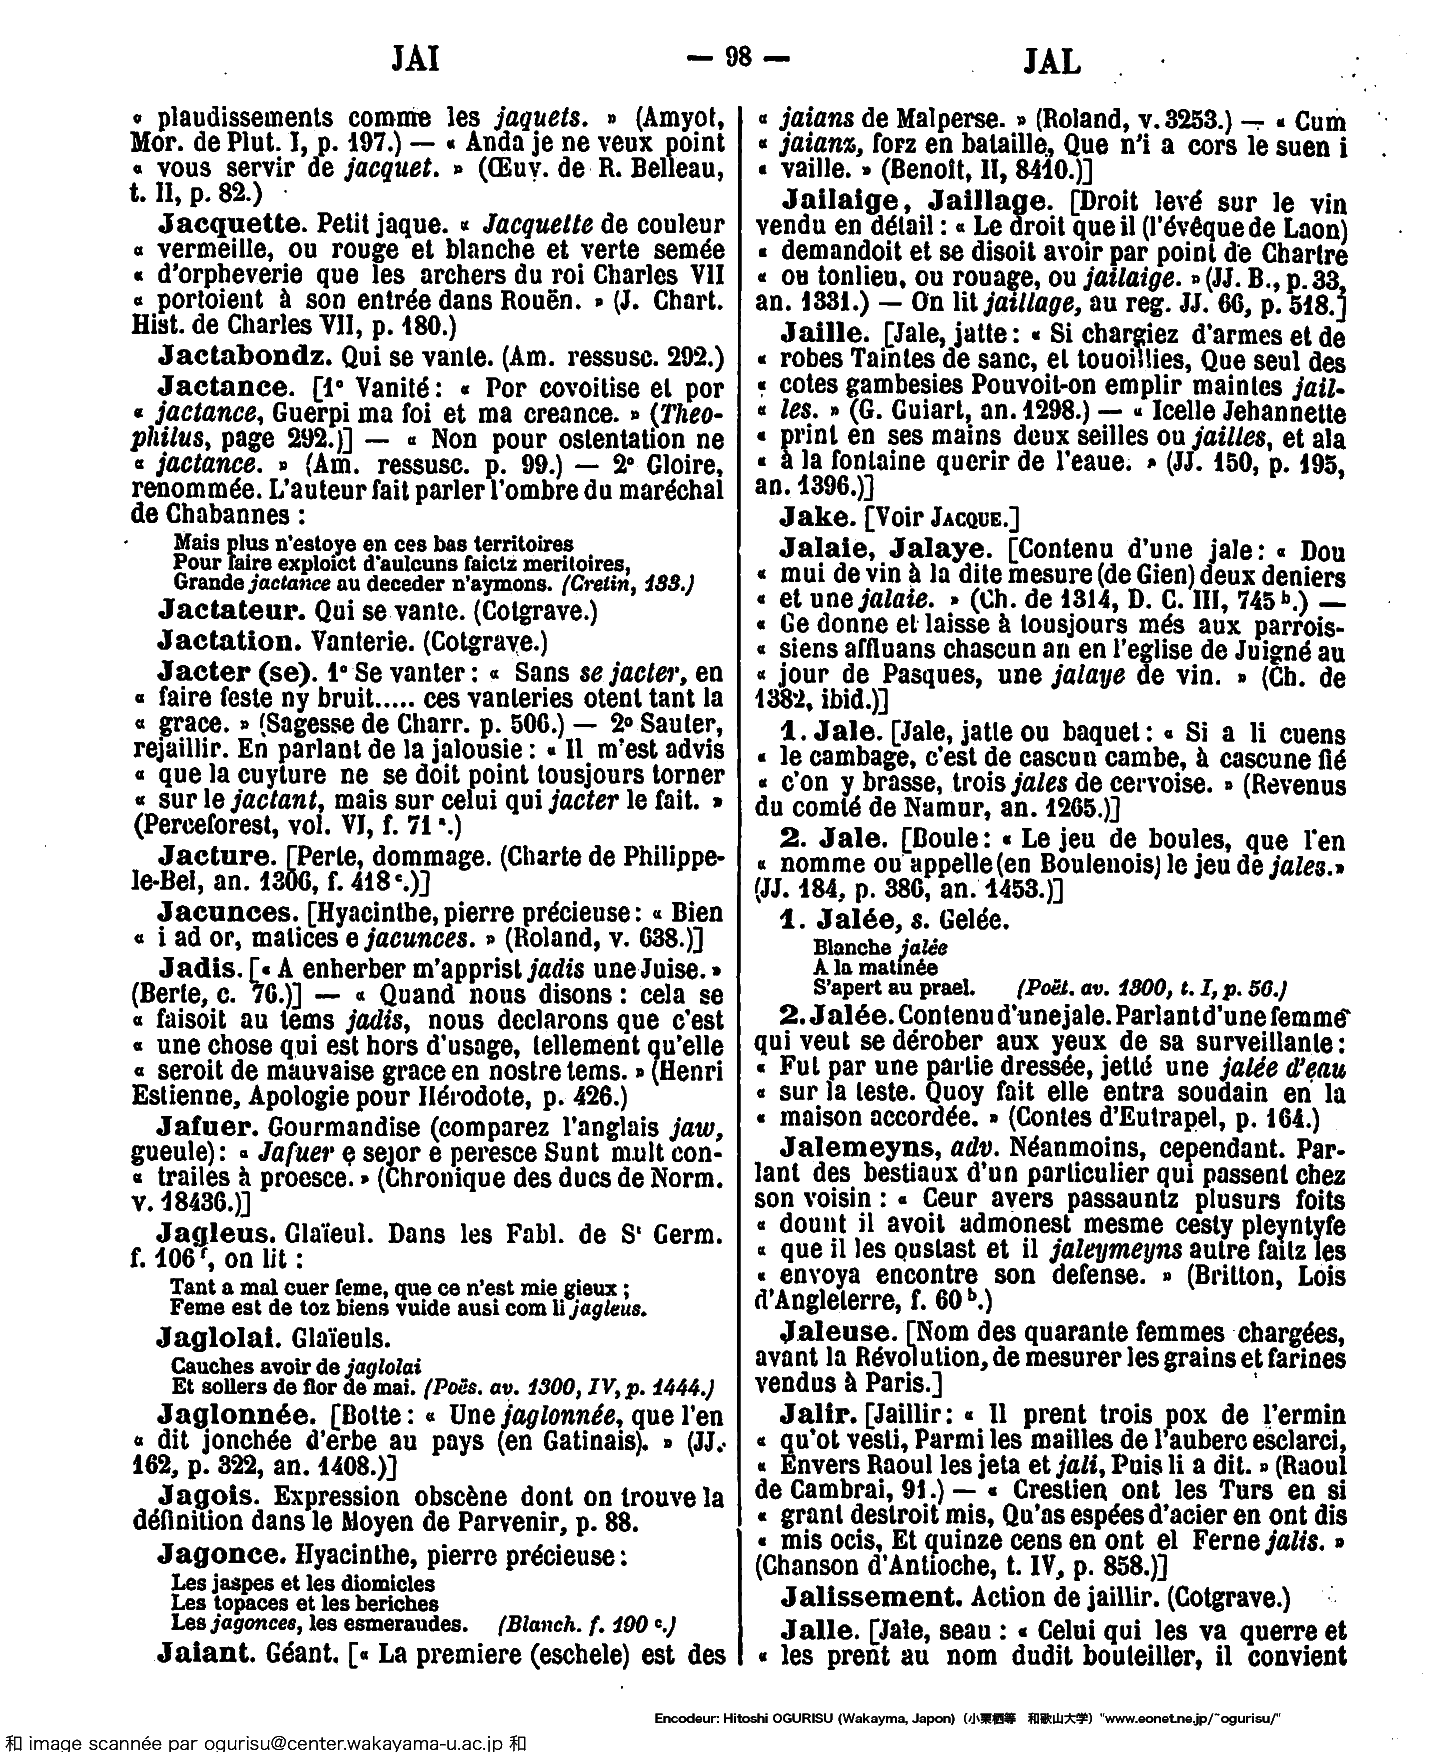 JAI — 98 — JAL
« plaudissements comme les jaquets. » (Amyot,
Mor. de Plut. I, p. 197.) — « Anda je ne veux point
« vous servir de jacquet. » (Œuv. de R. Belleau,
t. II, p. 82.)
Jacquette. Petit jaque. « Jacquette de couleur
« vermeille, ou rouge et blanche et verte semée
« d'orpheverie que les archers du roi Charles VII
« portoient à son entrée dans Rouën. » (J. Chart.
Hist. de Charles VII, p. 180.)
Jactabondz. Qui se vante. (Am. ressusc. 292.)
Jactance. [1° Vanité : « Por covoitise et por
« jactance, Guerpi ma foi et ma creance. » (Theo-
philus, page 292.)] — « Non pour ostentation ne
« jactance. » (Am. ressusc. p. 99.) — 2° Gloire,
renommée. L'auteur fait parler l'ombre du maréchal
de Chabannes :
Mais plus n'estoye en ces bas territoires
Pour faire exploict d'aulcuns faictz meritoires,
Grande jactance au deceder n'aymons. (Cretin, 133.)
Jactateur. Qui se vante. (Cotgrave.)
Jactation. Vanterie. (Cotgrave.)
Jacter (se). 1° Se vanter : « Sans se jacter, en
« faire feste ny bruit..... ces vanteries otent tant la
« grace. » (Sagesse de Charr. p. 506.) — 2° Sauter,
rejaillir. En parlant de la jalousie : « Il m'est advis
« que la cuyture ne se doit point tousjours torner
« sur le jactant, mais sur celui qui jacter le fait. »
(Perceforest, vol. VI, f. 71 ª.)
Jacture. [Perte, dommage. (Charte de Philippe-
le-Bel, an. 1306, f. 418 c.)]
Jacunces. [Hyacinthe, pierre précieuse : « Bien
« i ad or, matices e jacunces. » (Roland, v. 638.)]
Jadis. [« A enherber m'apprist jadis une Juise. »
(Berte, c. 76.)] — « Quand nous disons : cela se
« faisoit au tems jadis, nous declarons que c'est
« une chose qui est hors d'usage, tellement qu'elle
« seroit de mauvaise grace en nostre tems. » (Henri
Estienne, Apologie pour Hérodote, p. 426.)
Jafuer. Gourmandise (comparez l'anglais jaw,
gueule) : « Jafuer e sejor e peresce Sunt mult con-
« trailes à proesce. » (Chronique des ducs de Norm.
v. 18436.)]
Jagleus. Glaïeul. Dans les Fabl. de St Germ.
f. 106 f, on lit :
Tant a mal cuer feme, que ce n'est mie gieux ;
Feme est de toz biens vuide ausi com li jagleus.
Jaglolai. Glaïeuls.
Cauches avoir de jaglolai
Et sollers de flor de mai. (Poës. av. 1300, IV, p. 1444.)
Jaglonnée. [Botte : « Une jaglonnée, que l'en
« dit jonchée d'erbe au pays (en Gatinais). » (JJ.
162, p. 322, an. 1408.)]
Jagois. Expression obscène dont on trouve la
définition dans le Moyen de Parvenir, p. 88.
Jagonce. Hyacinthe, pierre précieuse :
Les jaspes et les diomicles
Les topaces et les beriches
Les jagonces, les esmeraudes. (Blanch. f. 190 c.)
Jaiant. Géant. [« La premiere (eschele) est des
« jaians de Malperse. » (Roland, v. 3253.) — « Cum
« jaianz, forz en bataille, Que n'i a cors le suen i
« vaille. » (Benoit, II, 8410.)]
Jailaige, Jaillage. [Droit levé sur le vin
vendu en détail : « Le droit que il (l'évêque de Laon)
« demandoit et se disoit avoir par point de Chartre
« ou tonlieu, ou rouage, ou jailaige. » (JJ. B., p. 33,
an. 1331.) — On lit jaillage, au reg. JJ. 66, p. 518.]
Jaille. [Jale, jatte : « Si chargiez d'armes et de
« robes Taintes de sanc, et touoillies, Que seul des
« cotes gambesies Pouvoit-on emplir maintes jail-
« les. » (G. Guiart, an. 1298.) — « Icelle Jehannette
« print en ses mains deux seilles ou jailles, et ala
« à la fontaine querir de l'eaue. » (JJ. 150, p. 195,
an. 1396.)]
Jake. [Voir JACQUE.]
Jalaie, Jalaye. [Contenu d'une jale : « Dou
« mui de vin à la dite mesure (de Gien) deux deniers
« et une jalaie. » (Ch. de 1314, D. C. III, 745 b.) —
« Ce donne et laisse à tousjours més aux parrois-
« siens affluans chascun an en l'eglise de Juigné au
« jour de Pasques, une jalaye de vin. » (Ch. de
1382, ibid.)]
1. Jale. [Jale, jatte ou baquet : « Si a li cuens
« le cambage, c'est de cascun cambe, à cascune fié
« c'on y brasse, trois jales de cervoise. » (Revenus
du comté de Namur, an. 1265.)]
2. Jale. [Boule : « Le jeu de boules, que l'en
« nomme ou appelle (en Boulenois) le jeu de jales. »
(JJ. 184, p. 386, an. 1453.)]
1. Jalée, s. Gelée.
Blanche jalée
A la matinée
S'apert au prael. (Poët. av. 1300, t. I, p. 56.)
2. Jalée. Contenu d'une jale. Parlant d'une femme
qui veut se dérober aux yeux de sa surveillante :
« Fut par une partie dressée, jetté une jalée d'eau
« sur la teste. Quoy fait elle entra soudain en la
« maison accordée. » (Contes d'Eutrapel, p. 164.)
Jalemeyns, adv. Néanmoins, cependant. Par-
lant des bestiaux d'un particulier qui passent chez
son voisin : « Ceur avers passauntz plusurs foits
« dount il avoit admonest mesme cesty pleyntyfe
« que il les oustast et il jaleymeyns autre faitz les
« envoya encontre son defense. » (Britton, Lois
d'Angleterre, f. 60 b.)
Jaleuse. [Nom des quarante femmes chargées,
avant la Révolution, de mesurer les grains et farines
vendus à Paris.]
Jalir. [Jaillir : « Il prent trois pox de l'ermin
« qu'ot vesti, Parmi les mailles de l'auberc esclarci,
« Envers Raoul les jeta et jali, Puis li a dit. » (Raoul
de Cambrai, 91.) — « Crestien ont les Turs en si
« grant destroit mis, Qu'as espées d'acier en ont dis
« mis ocis, Et quinze cens en ont el Ferne jalis. »
(Chanson d'Antioche, t. IV, p. 858.)]
Jalissement. Action de jaillir. (Cotgrave.)
Jalle. [Jale, seau : « Celui qui les va querre et
« les prent au nom dudit bouteiller, il convient
Encodeur: Hitoshi OGURISU (Wakayma, Japon) (小栗栖等 和歌山大学) "www.eonet.ne.jp/~ogurisu/"
和 image scannée par ogurisu@center.wakayama-u.ac.jp 和